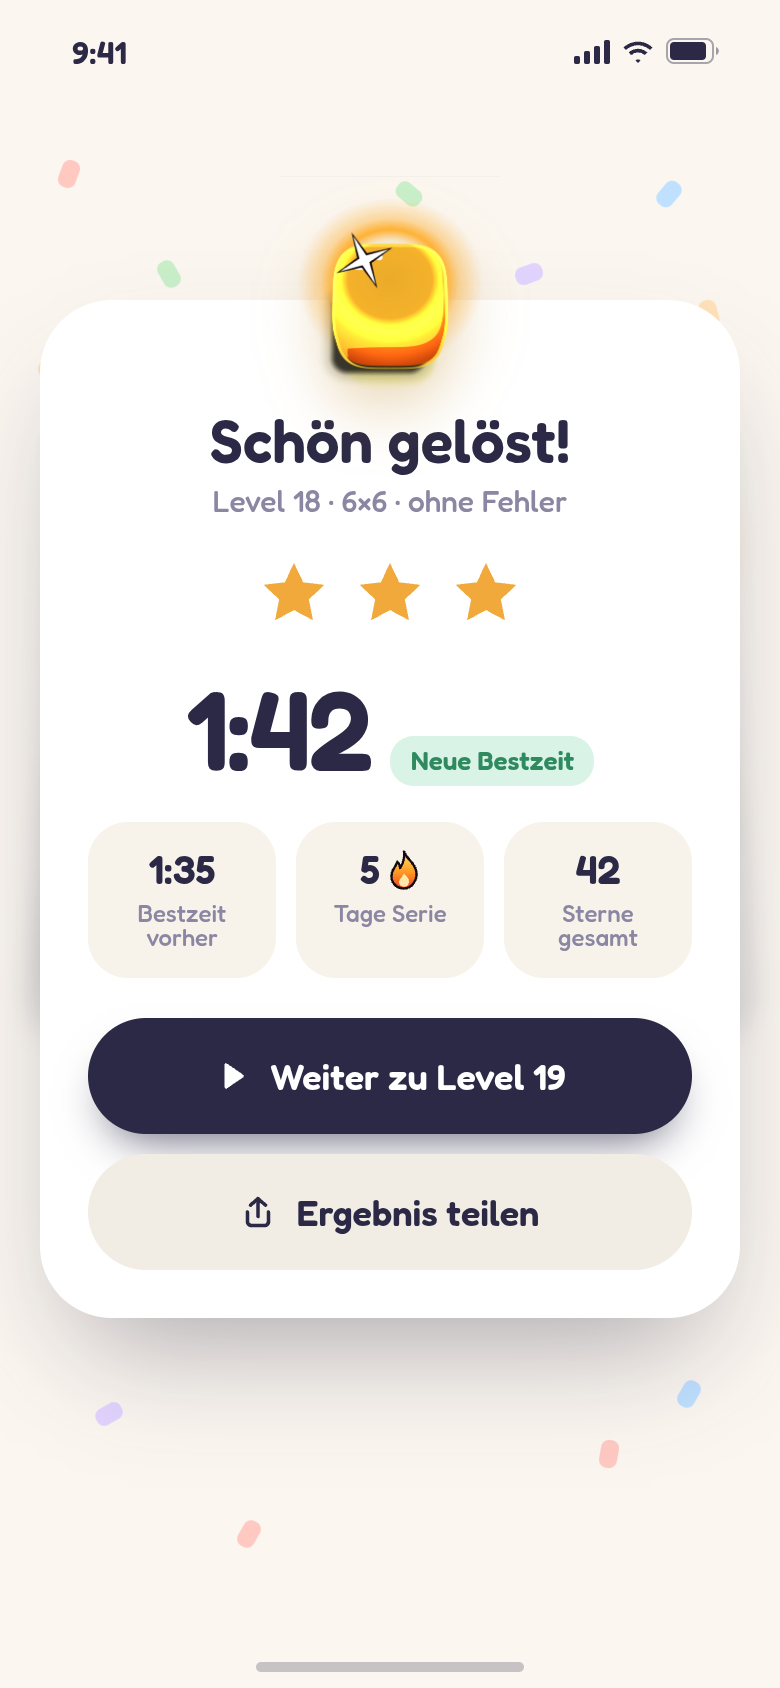 9:41
Schön gelöst!
Level 18 · 6×6 · ohne Fehler
1:42
Neue Bestzeit
1:35
Bestzeit
vorher
5 🔥
Tage Serie
42
Sterne
gesamt
Weiter zu Level 19
Ergebnis teilen